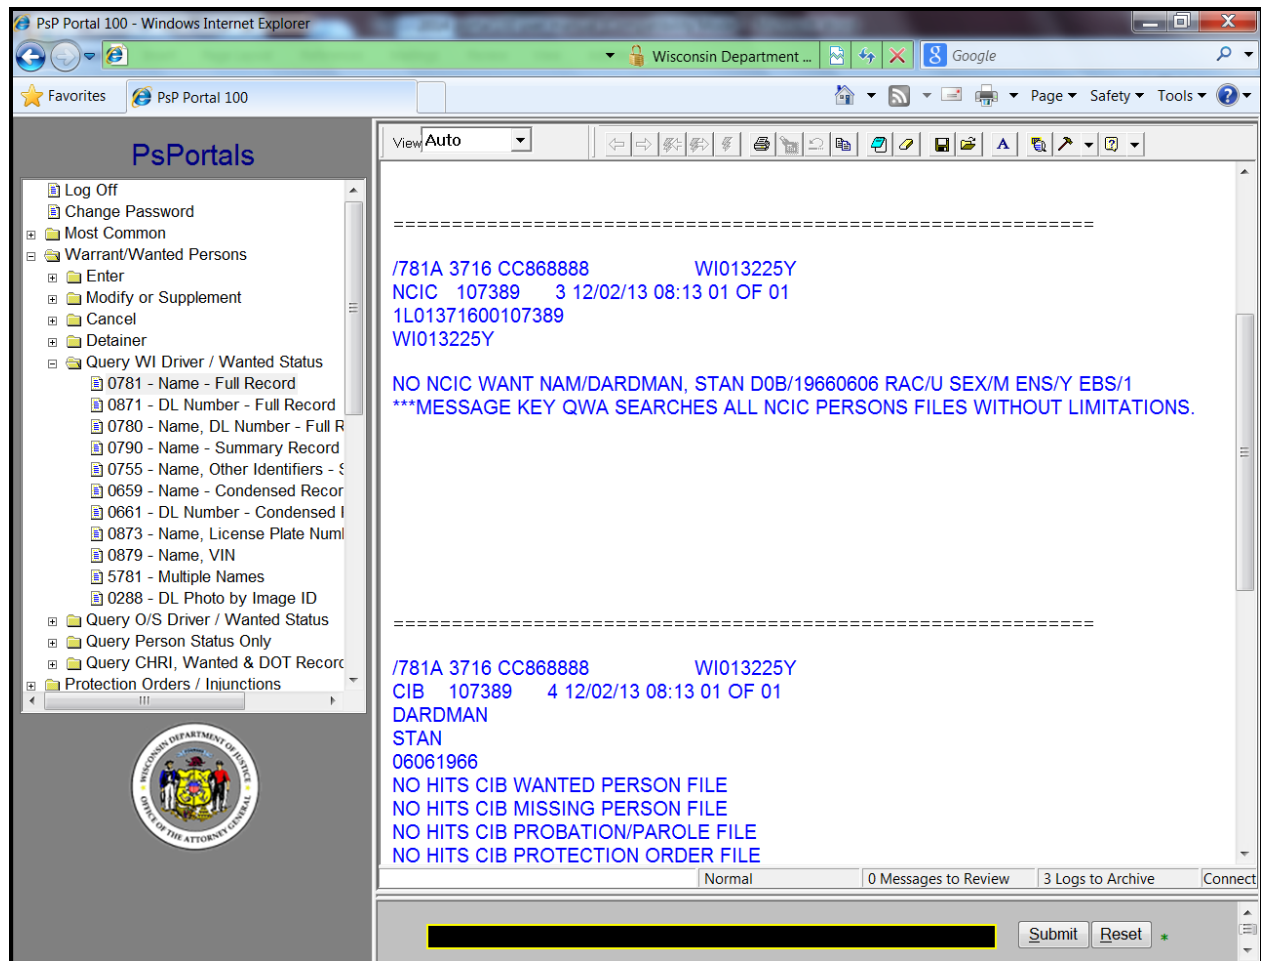 PsP Portal 100 - Windows Internet Explorer
Wisconsin Department ...
Google
Favorites
PsP Portal 100
Page
Safety
Tools
PsPortals
Log Off
Change Password
Most Common
Warrant/Wanted Persons
Enter
Modify or Supplement
Cancel
Detainer
Query WI Driver / Wanted Status
0781 - Name - Full Record
0871 - DL Number - Full Record
0780 - Name, DL Number - Full R
0790 - Name - Summary Record
0755 - Name, Other Identifiers - S
0659 - Name - Condensed Recor
0661 - DL Number - Condensed
0873 - Name, License Plate Num
0879 - Name, VIN
5781 - Multiple Names
0288 - DL Photo by Image ID
Query O/S Driver / Wanted Status
Query Person Status Only
Query CHRI, Wanted & DOT Record
Protection Orders / Injunctions
WISCONSIN DEPARTMENT OF JUSTICE
OFFICE OF THE ATTORNEY GENERAL
View Auto
============================================================
/781A 3716 CC868888 WI013225Y
NCIC 107389 3 12/02/13 08:13 01 OF 01
1L01371600107389
WI013225Y
NO NCIC WANT NAM/DARDMAN, STAN D0B/19660606 RAC/U SEX/M ENS/Y EBS/1
***MESSAGE KEY QWA SEARCHES ALL NCIC PERSONS FILES WITHOUT LIMITATIONS.
============================================================
/781A 3716 CC868888 WI013225Y
CIB 107389 4 12/02/13 08:13 01 OF 01
DARDMAN
STAN
06061966
NO HITS CIB WANTED PERSON FILE
NO HITS CIB MISSING PERSON FILE
NO HITS CIB PROBATION/PAROLE FILE
NO HITS CIB PROTECTION ORDER FILE
Normal
0 Messages to Review
3 Logs to Archive
Connect
Submit
Reset
*